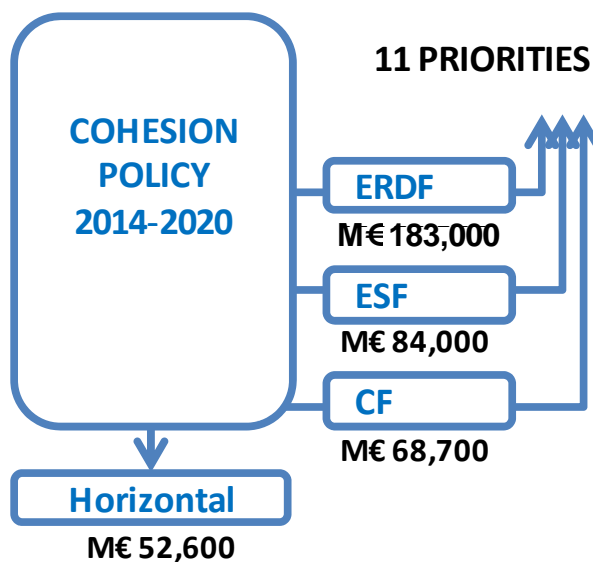 11 PRIORITIES
COHESION
POLICY
2014-2020
ERDF
M€ 183,000
ESF
M€ 84,000
CF
M€ 68,700
Horizontal
M€ 52,600